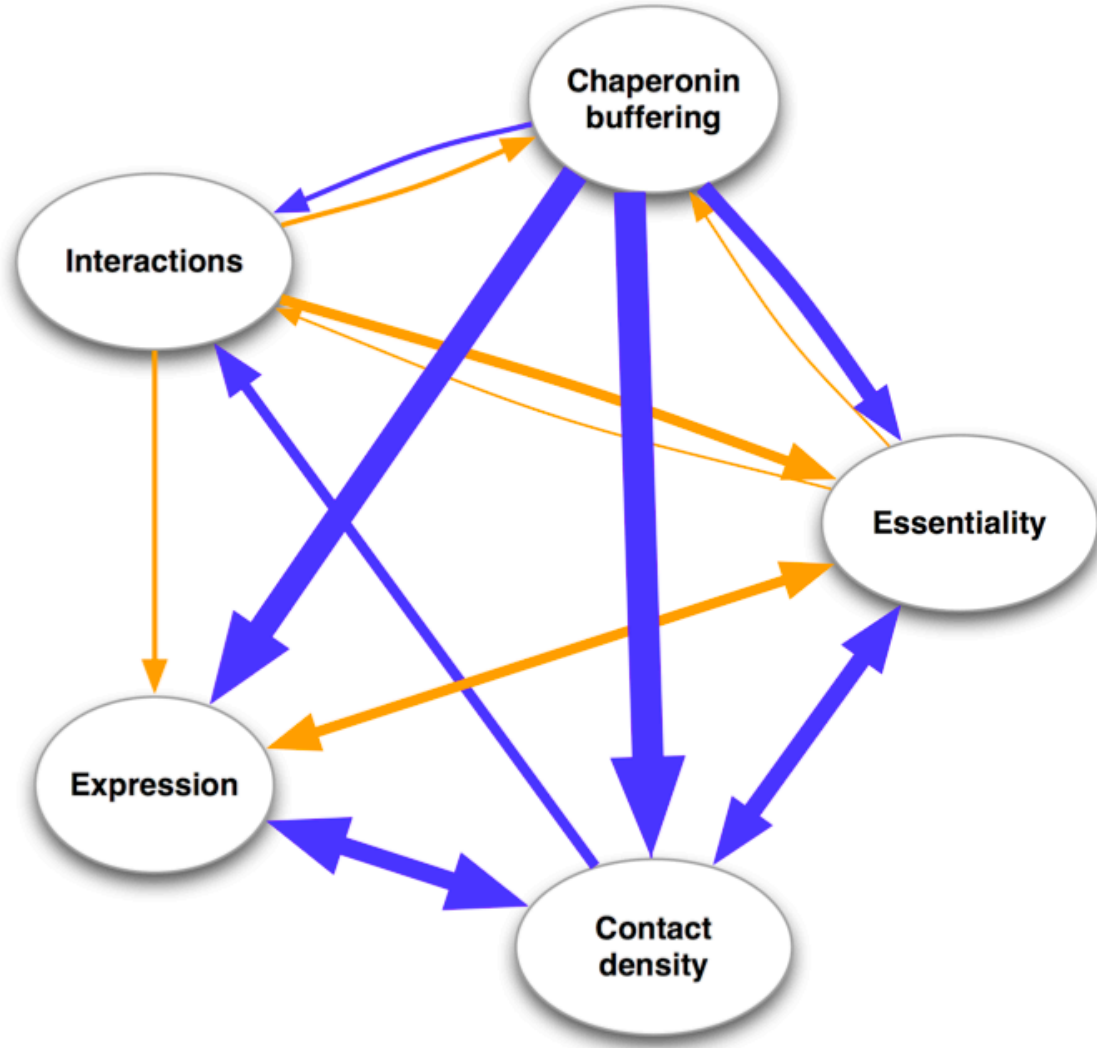 Chaperonin
buffering
Interactions
Essentiality
Expression
Contact
density